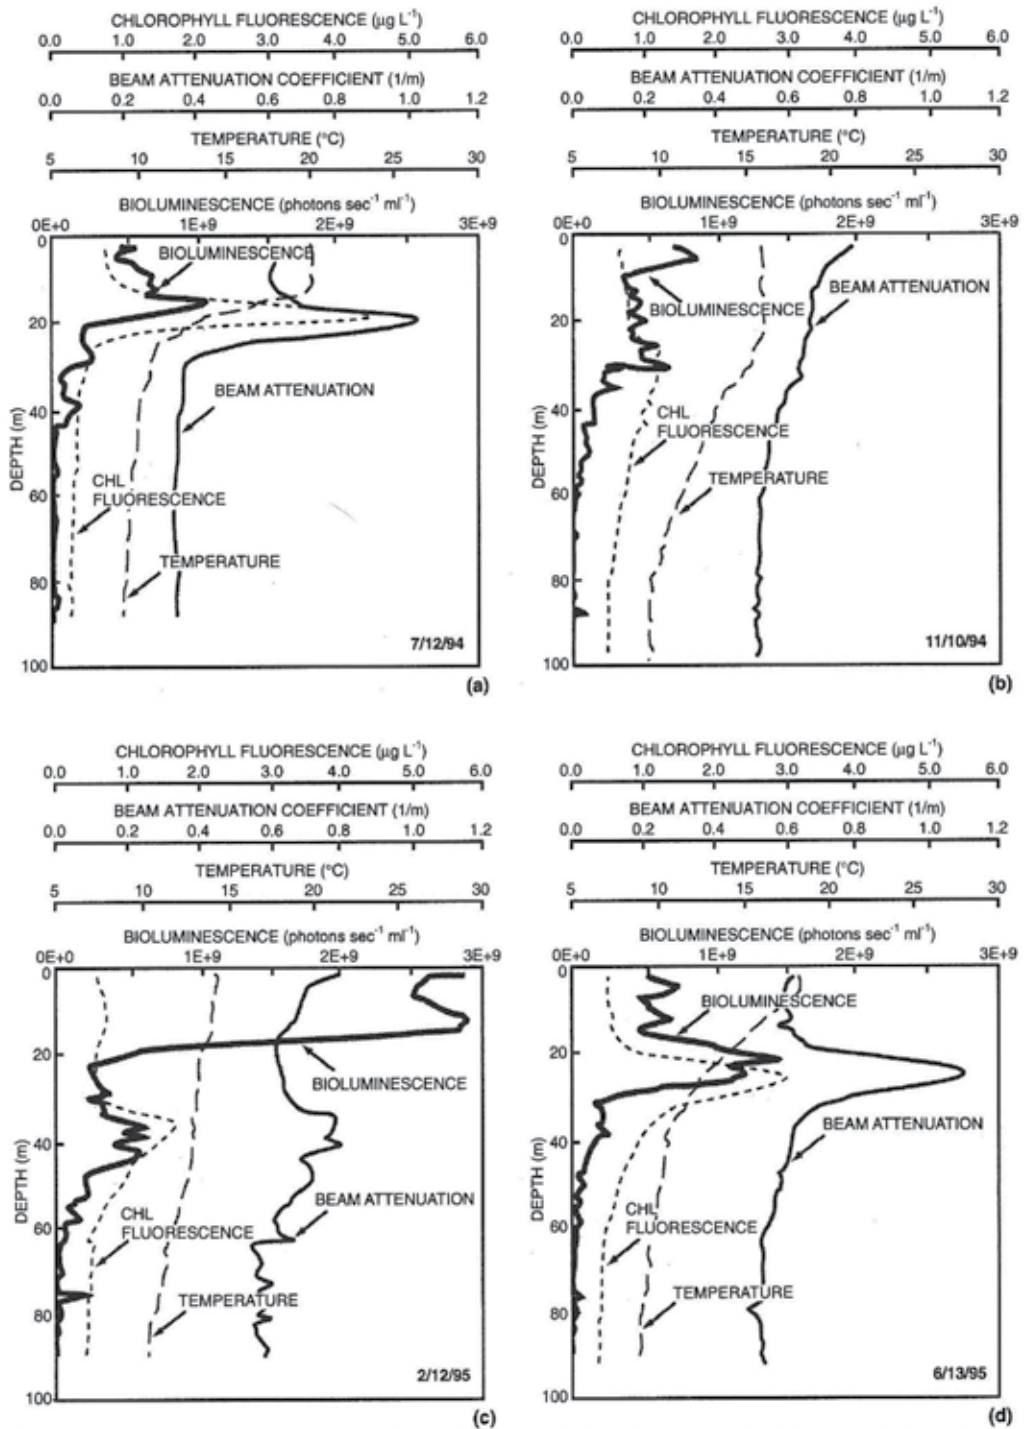 CHLOROPHYLL FLUORESCENCE (µg L⁻¹)
0.0 1.0 2.0 3.0 4.0 5.0 6.0
BEAM ATTENUATION COEFFICIENT (1/m)
0.0 0.2 0.4 0.6 0.8 1.0 1.2
TEMPERATURE (°C)
5 10 15 20 25 30
BIOLUMINESCENCE (photons sec⁻¹ ml⁻¹)
0E+0 1E+9 2E+9 3E+9
0
20
40
60
80
100
DEPTH (m)
BIOLUMINESCENCE
BEAM ATTENUATION
CHL
FLUORESCENCE
TEMPERATURE
7/12/94
(a)
CHLOROPHYLL FLUORESCENCE (µg L⁻¹)
0.0 1.0 2.0 3.0 4.0 5.0 6.0
BEAM ATTENUATION COEFFICIENT (1/m)
0.0 0.2 0.4 0.6 0.8 1.0 1.2
TEMPERATURE (°C)
5 10 15 20 25 30
BIOLUMINESCENCE (photons sec⁻¹ ml⁻¹)
0E+0 1E+9 2E+9 3E+9
0
20
40
60
80
100
DEPTH (m)
BEAM ATTENUATION
BIOLUMINESCENCE
CHL
FLUORESCENCE
TEMPERATURE
11/10/94
(b)
CHLOROPHYLL FLUORESCENCE (µg L⁻¹)
0.0 1.0 2.0 3.0 4.0 5.0 6.0
BEAM ATTENUATION COEFFICIENT (1/m)
0.0 0.2 0.4 0.6 0.8 1.0 1.2
TEMPERATURE (°C)
5 10 15 20 25 30
BIOLUMINESCENCE (photons sec⁻¹ ml⁻¹)
0E+0 1E+9 2E+9 3E+9
0
20
40
60
80
100
DEPTH (m)
BIOLUMINESCENCE
BEAM ATTENUATION
CHL
FLUORESCENCE
TEMPERATURE
2/12/95
(c)
CHLOROPHYLL FLUORESCENCE (µg L⁻¹)
0.0 1.0 2.0 3.0 4.0 5.0 6.0
BEAM ATTENUATION COEFFICIENT (1/m)
0.0 0.2 0.4 0.6 0.8 1.0 1.2
TEMPERATURE (°C)
5 10 15 20 25 30
BIOLUMINESCENCE (photons sec⁻¹ ml⁻¹)
0E+0 1E+9 2E+9 3E+9
0
20
40
60
80
100
DEPTH (m)
BIOLUMINESCENCE
BEAM ATTENUATION
CHL
FLUORESCENCE
TEMPERATURE
6/13/95
(d)